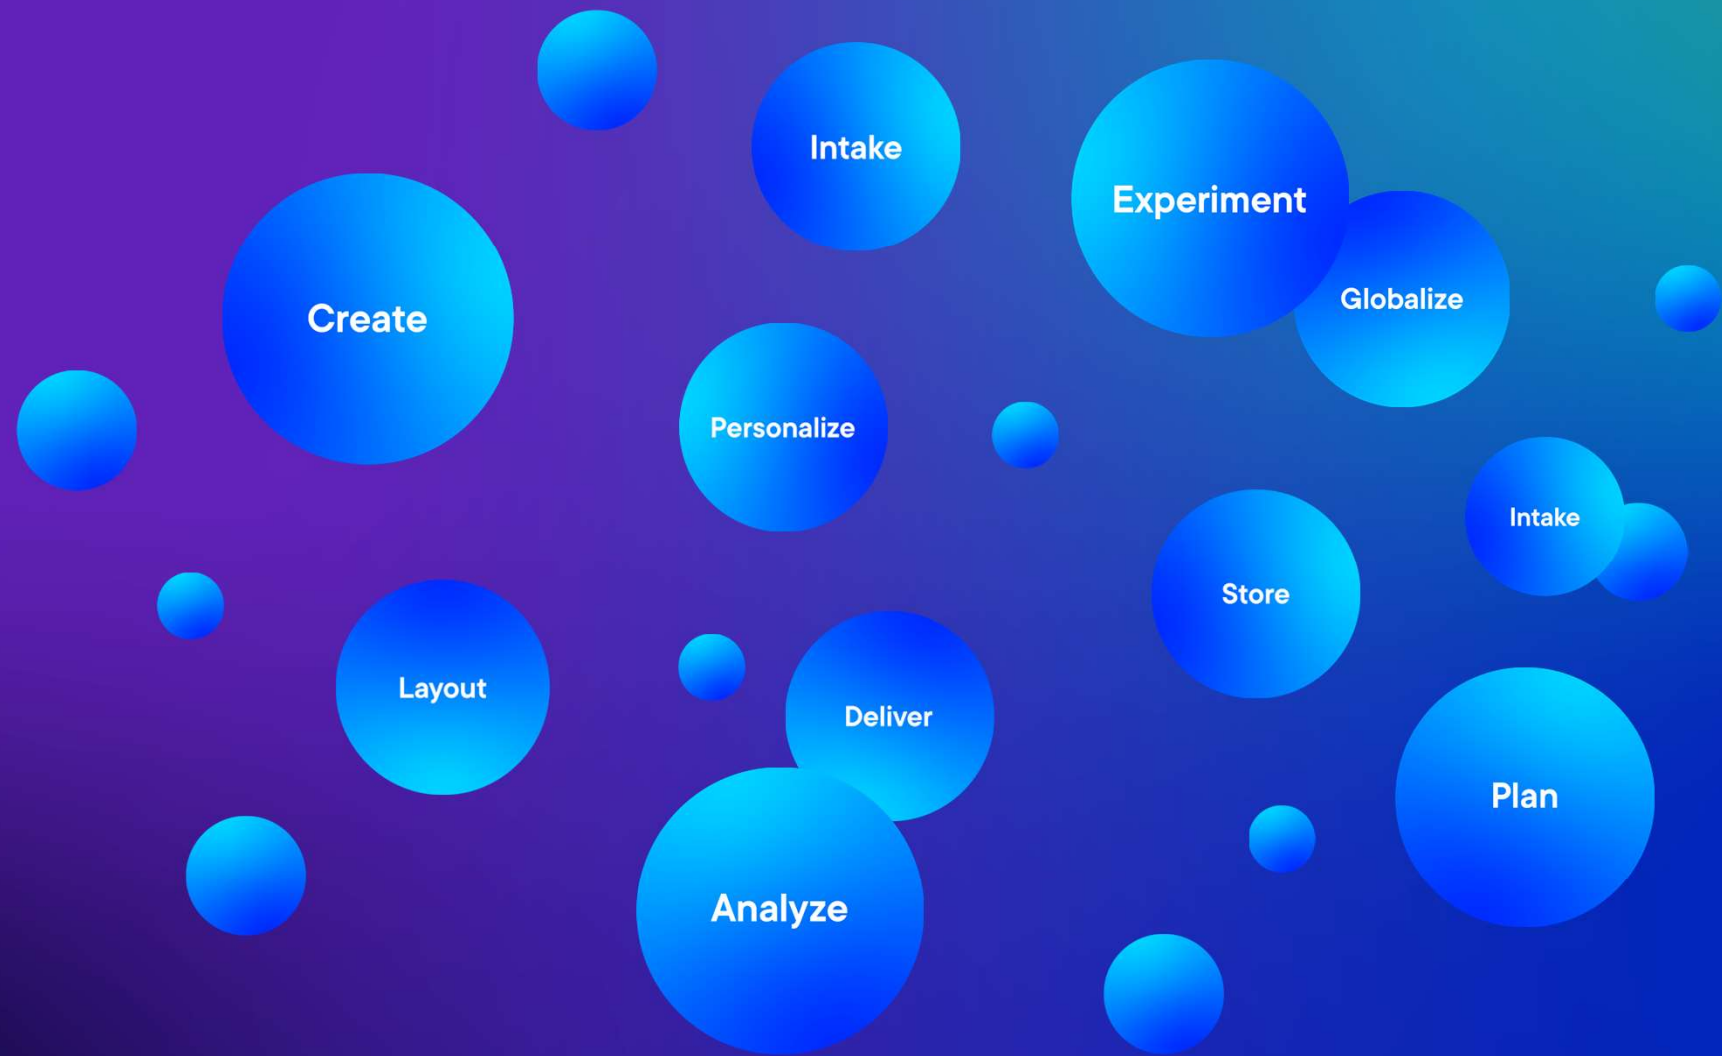 Intake
Experiment
Globalize
Create
Personalize
Intake
Store
Layout
Deliver
Plan
Analyze